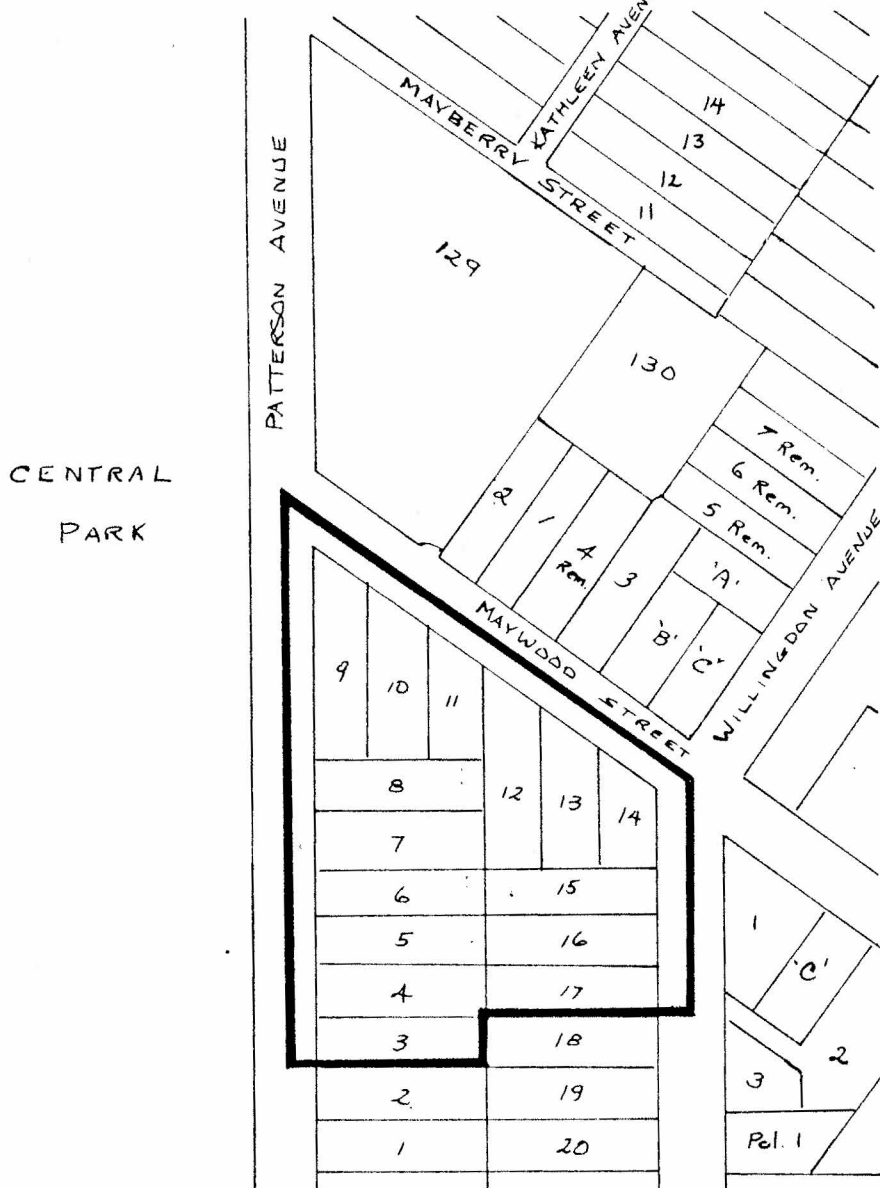 KATHLEEN AVEN
MAYBERRY STREET
14
13
12
11
PATTERSON AVENUE
129
130
7 Rem.
6 Rem.
5 Rem.
CENTRAL
PARK
2
1
4
Rem.
3
'A'
'B'
'C'
WILLINGDON AVENUE
MAYWOOD STREET
9
10
11
8
12
13
14
7
6
15
5
16
4
17
3
18
2
19
1
20
1
'C'
2
3
Pcl. 1